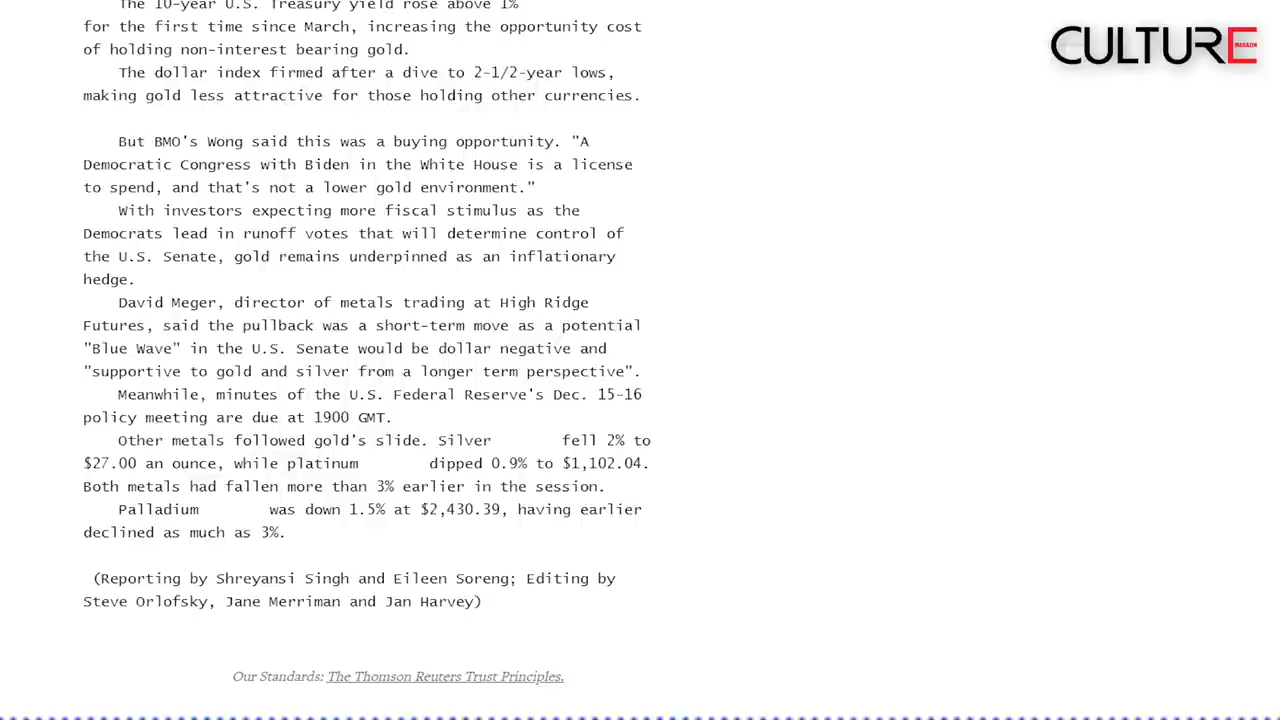 The 10-year U.S. Treasury yield rose above 1%
for the first time since March, increasing the opportunity cost
of holding non-interest bearing gold.
The dollar index firmed after a dive to 2-1/2-year lows,
making gold less attractive for those holding other currencies.
But BMO's Wong said this was a buying opportunity. "A
Democratic Congress with Biden in the White House is a license
to spend, and that's not a lower gold environment."
With investors expecting more fiscal stimulus as the
Democrats lead in runoff votes that will determine control of
the U.S. Senate, gold remains underpinned as an inflationary
hedge.
David Meger, director of metals trading at High Ridge
Futures, said the pullback was a short-term move as a potential
"Blue Wave" in the U.S. Senate would be dollar negative and
"supportive to gold and silver from a longer term perspective".
Meanwhile, minutes of the U.S. Federal Reserve's Dec. 15-16
policy meeting are due at 1900 GMT.
Other metals followed gold's slide. Silver fell 2% to
$27.00 an ounce, while platinum dipped 0.9% to $1,102.04.
Both metals had fallen more than 3% earlier in the session.
Palladium was down 1.5% at $2,430.39, having earlier
declined as much as 3%.
(Reporting by Shreyansi Singh and Eileen Soreng; Editing by
Steve Orlofsky, Jane Merriman and Jan Harvey)
Our Standards: The Thomson Reuters Trust Principles.
CULTURE
MAGAZIN